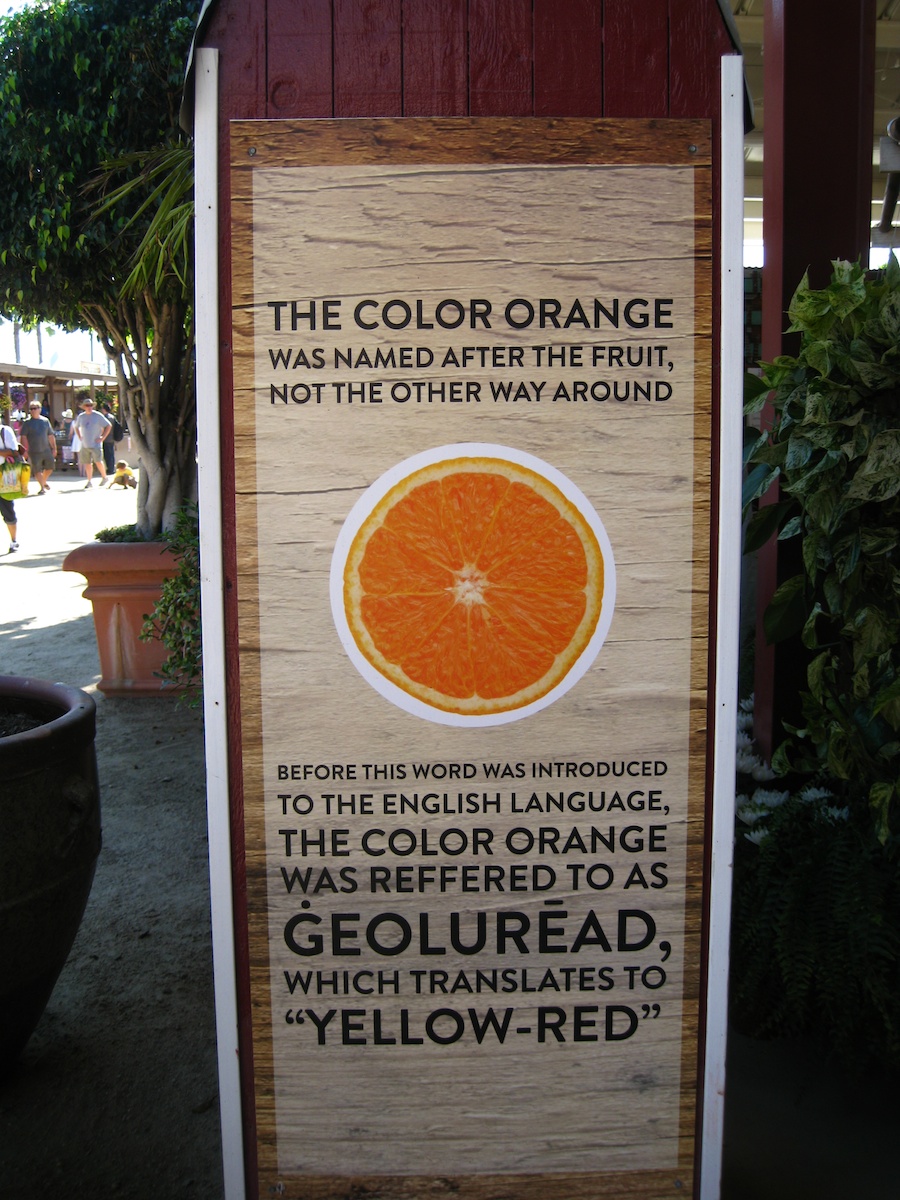 THE COLOR ORANGE
WAS NAMED AFTER THE FRUIT,
NOT THE OTHER WAY AROUND
BEFORE THIS WORD WAS INTRODUCED
TO THE ENGLISH LANGUAGE,
THE COLOR ORANGE
WAS REFFERED TO AS
ĠEOLURĒAD,
WHICH TRANSLATES TO
“YELLOW-RED”